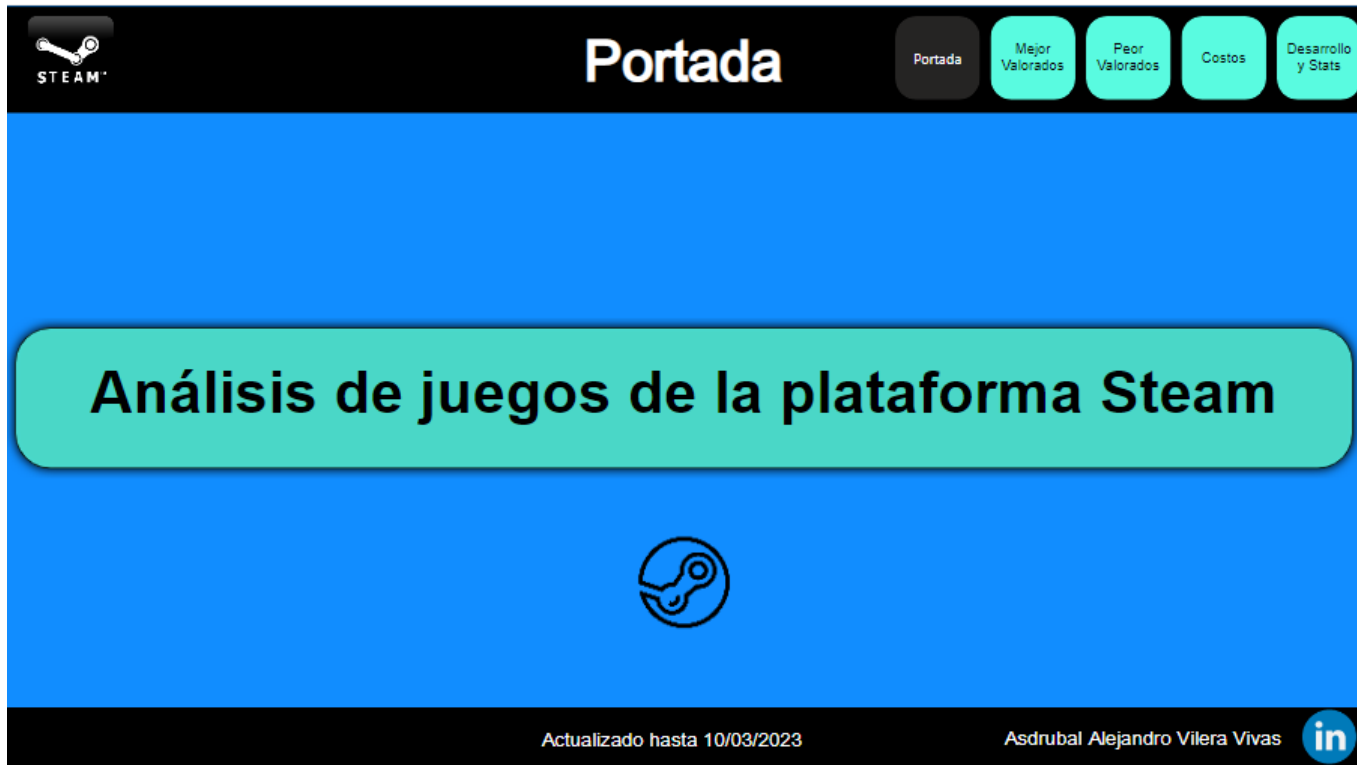 STEAM™
Portada
Portada
Mejor
Valorados
Peor
Valorados
Costos
Desarrollo
y Stats
Análisis de juegos de la plataforma Steam
Actualizado hasta 10/03/2023
Asdrubal Alejandro Vilera Vivas
in